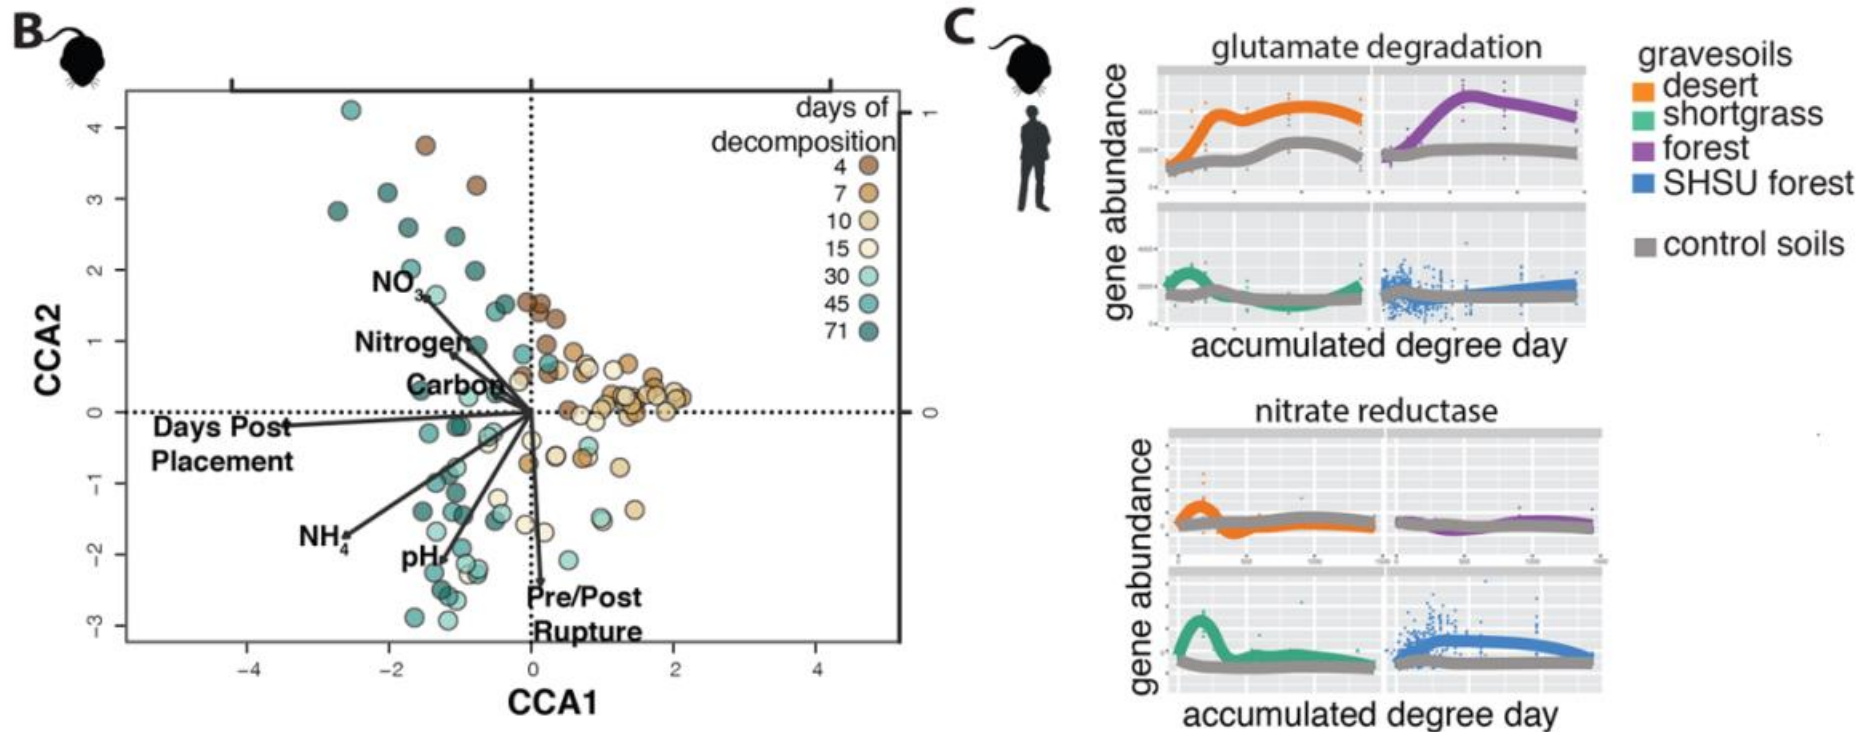 B
days of
decomposition
4
7
10
15
30
45
71
4
3
2
1
0
−1
−2
−3
1
0
CCA2
NO3
Nitrogen
Carbon
Days Post
Placement
NH4
pH
Pre/Post
Rupture
−4
−2
0
2
4
CCA1
C
glutamate degradation
gene abundance
accumulated degree day
gravesoils
desert
shortgrass
forest
SHSU forest
control soils
nitrate reductase
gene abundance
accumulated degree day